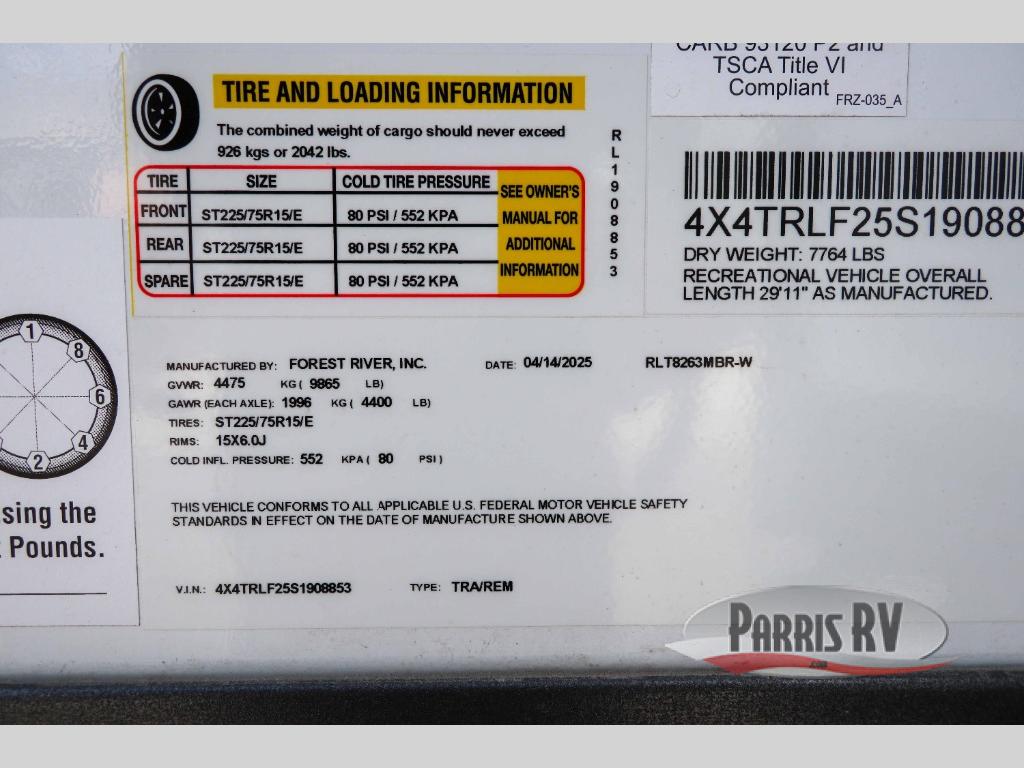 CARB 93120 P2 and
TSCA Title VI
Compliant
FRZ-035_A
TIRE AND LOADING INFORMATION
The combined weight of cargo should never exceed
926 kgs or 2042 lbs.
TIRE SIZE COLD TIRE PRESSURE
FRONT ST225/75R15/E 80 PSI / 552 KPA
REAR ST225/75R15/E 80 PSI / 552 KPA
SPARE ST225/75R15/E 80 PSI / 552 KPA
SEE OWNER'S
MANUAL FOR
ADDITIONAL
INFORMATION
RL1908853
4X4TRLF25S19088
DRY WEIGHT: 7764 LBS
RECREATIONAL VEHICLE OVERALL
LENGTH 29'11" AS MANUFACTURED.
1
8
6
4
2
sing the
Pounds.
MANUFACTURED BY: FOREST RIVER, INC. DATE: 04/14/2025 RLT8263MBR-W
GVWR: 4475 KG ( 9865 LB)
GAWR (EACH AXLE): 1996 KG ( 4400 LB)
TIRES: ST225/75R15/E
RIMS: 15X6.0J
COLD INFL. PRESSURE: 552 KPA ( 80 PSI )
THIS VEHICLE CONFORMS TO ALL APPLICABLE U.S. FEDERAL MOTOR VEHICLE SAFETY
STANDARDS IN EFFECT ON THE DATE OF MANUFACTURE SHOWN ABOVE.
V.I.N.: 4X4TRLF25S1908853 TYPE: TRA/REM
PARRIS RV
.com